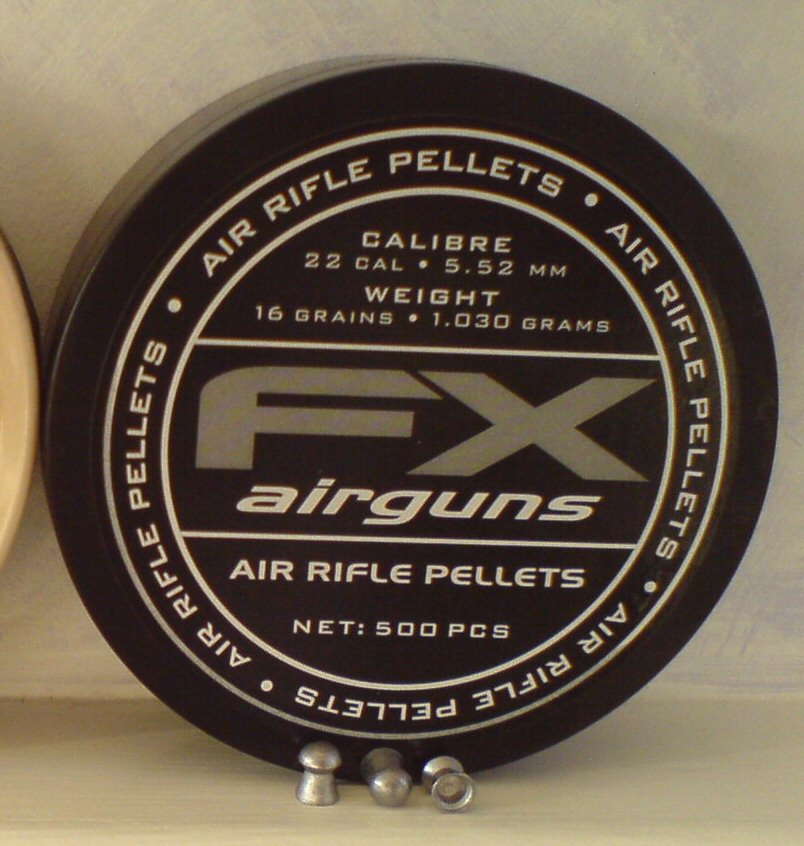 AIR RIFLE PELLETS • AIR RIFLE PELLETS • AIR RIFLE PELLETS • AIR RIFLE PELLETS •
CALIBRE
22 CAL • 5.52 MM
WEIGHT
16 GRAINS • 1.030 GRAMS
FX
airguns
AIR RIFLE PELLETS
NET: 500 PCS